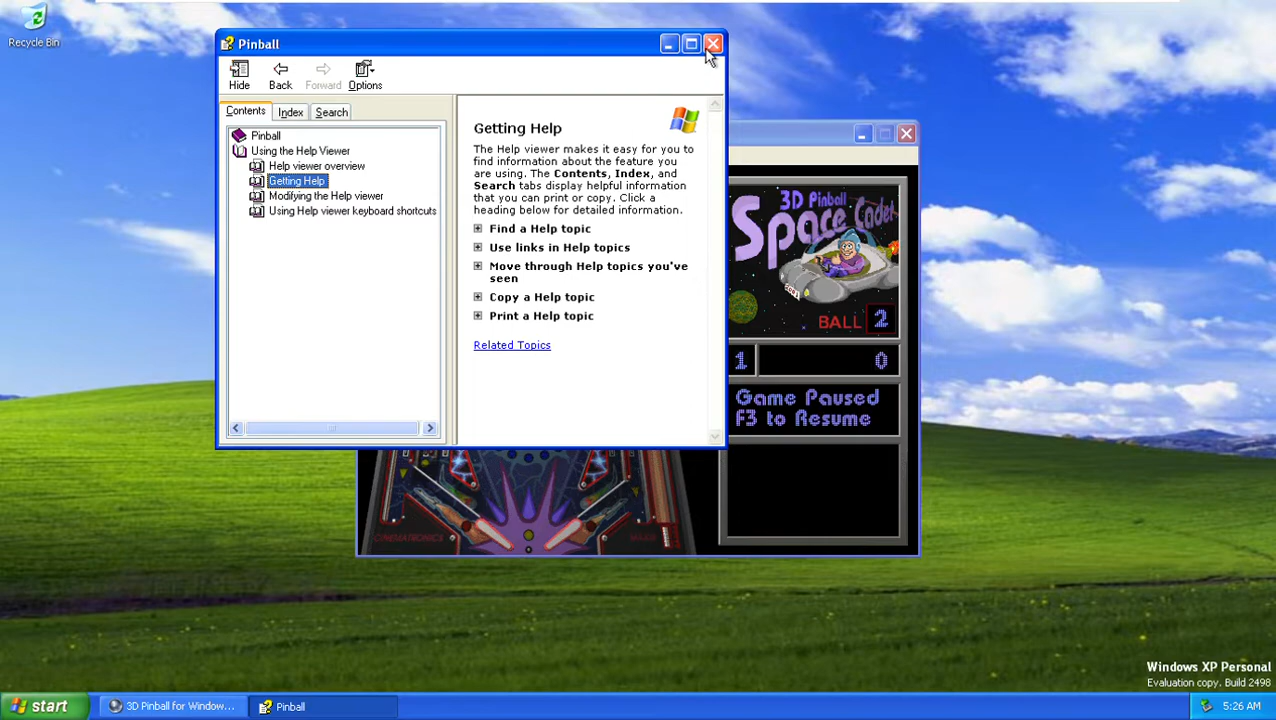 Recycle Bin
Pinball
Hide
Back
Forward
Options
Contents
Index
Search
Pinball
Using the Help Viewer
Help viewer overview
Getting Help
Modifying the Help viewer
Using Help viewer keyboard shortcuts
Getting Help
The Help viewer makes it easy for you to
find information about the feature you
are using. The Contents, Index, and
Search tabs display helpful information
that you can print or copy. Click a
heading below for detailed information.
Find a Help topic
Use links in Help topics
Move through Help topics you've
seen
Copy a Help topic
Print a Help topic
Related Topics
3D Pinball
Space Cadet
BALL 2
1 0
Game Paused
F3 to Resume
CINEMATRONICS
Windows XP Personal
Evaluation copy. Build 2498
start
3D Pinball for Window...
Pinball
5:26 AM